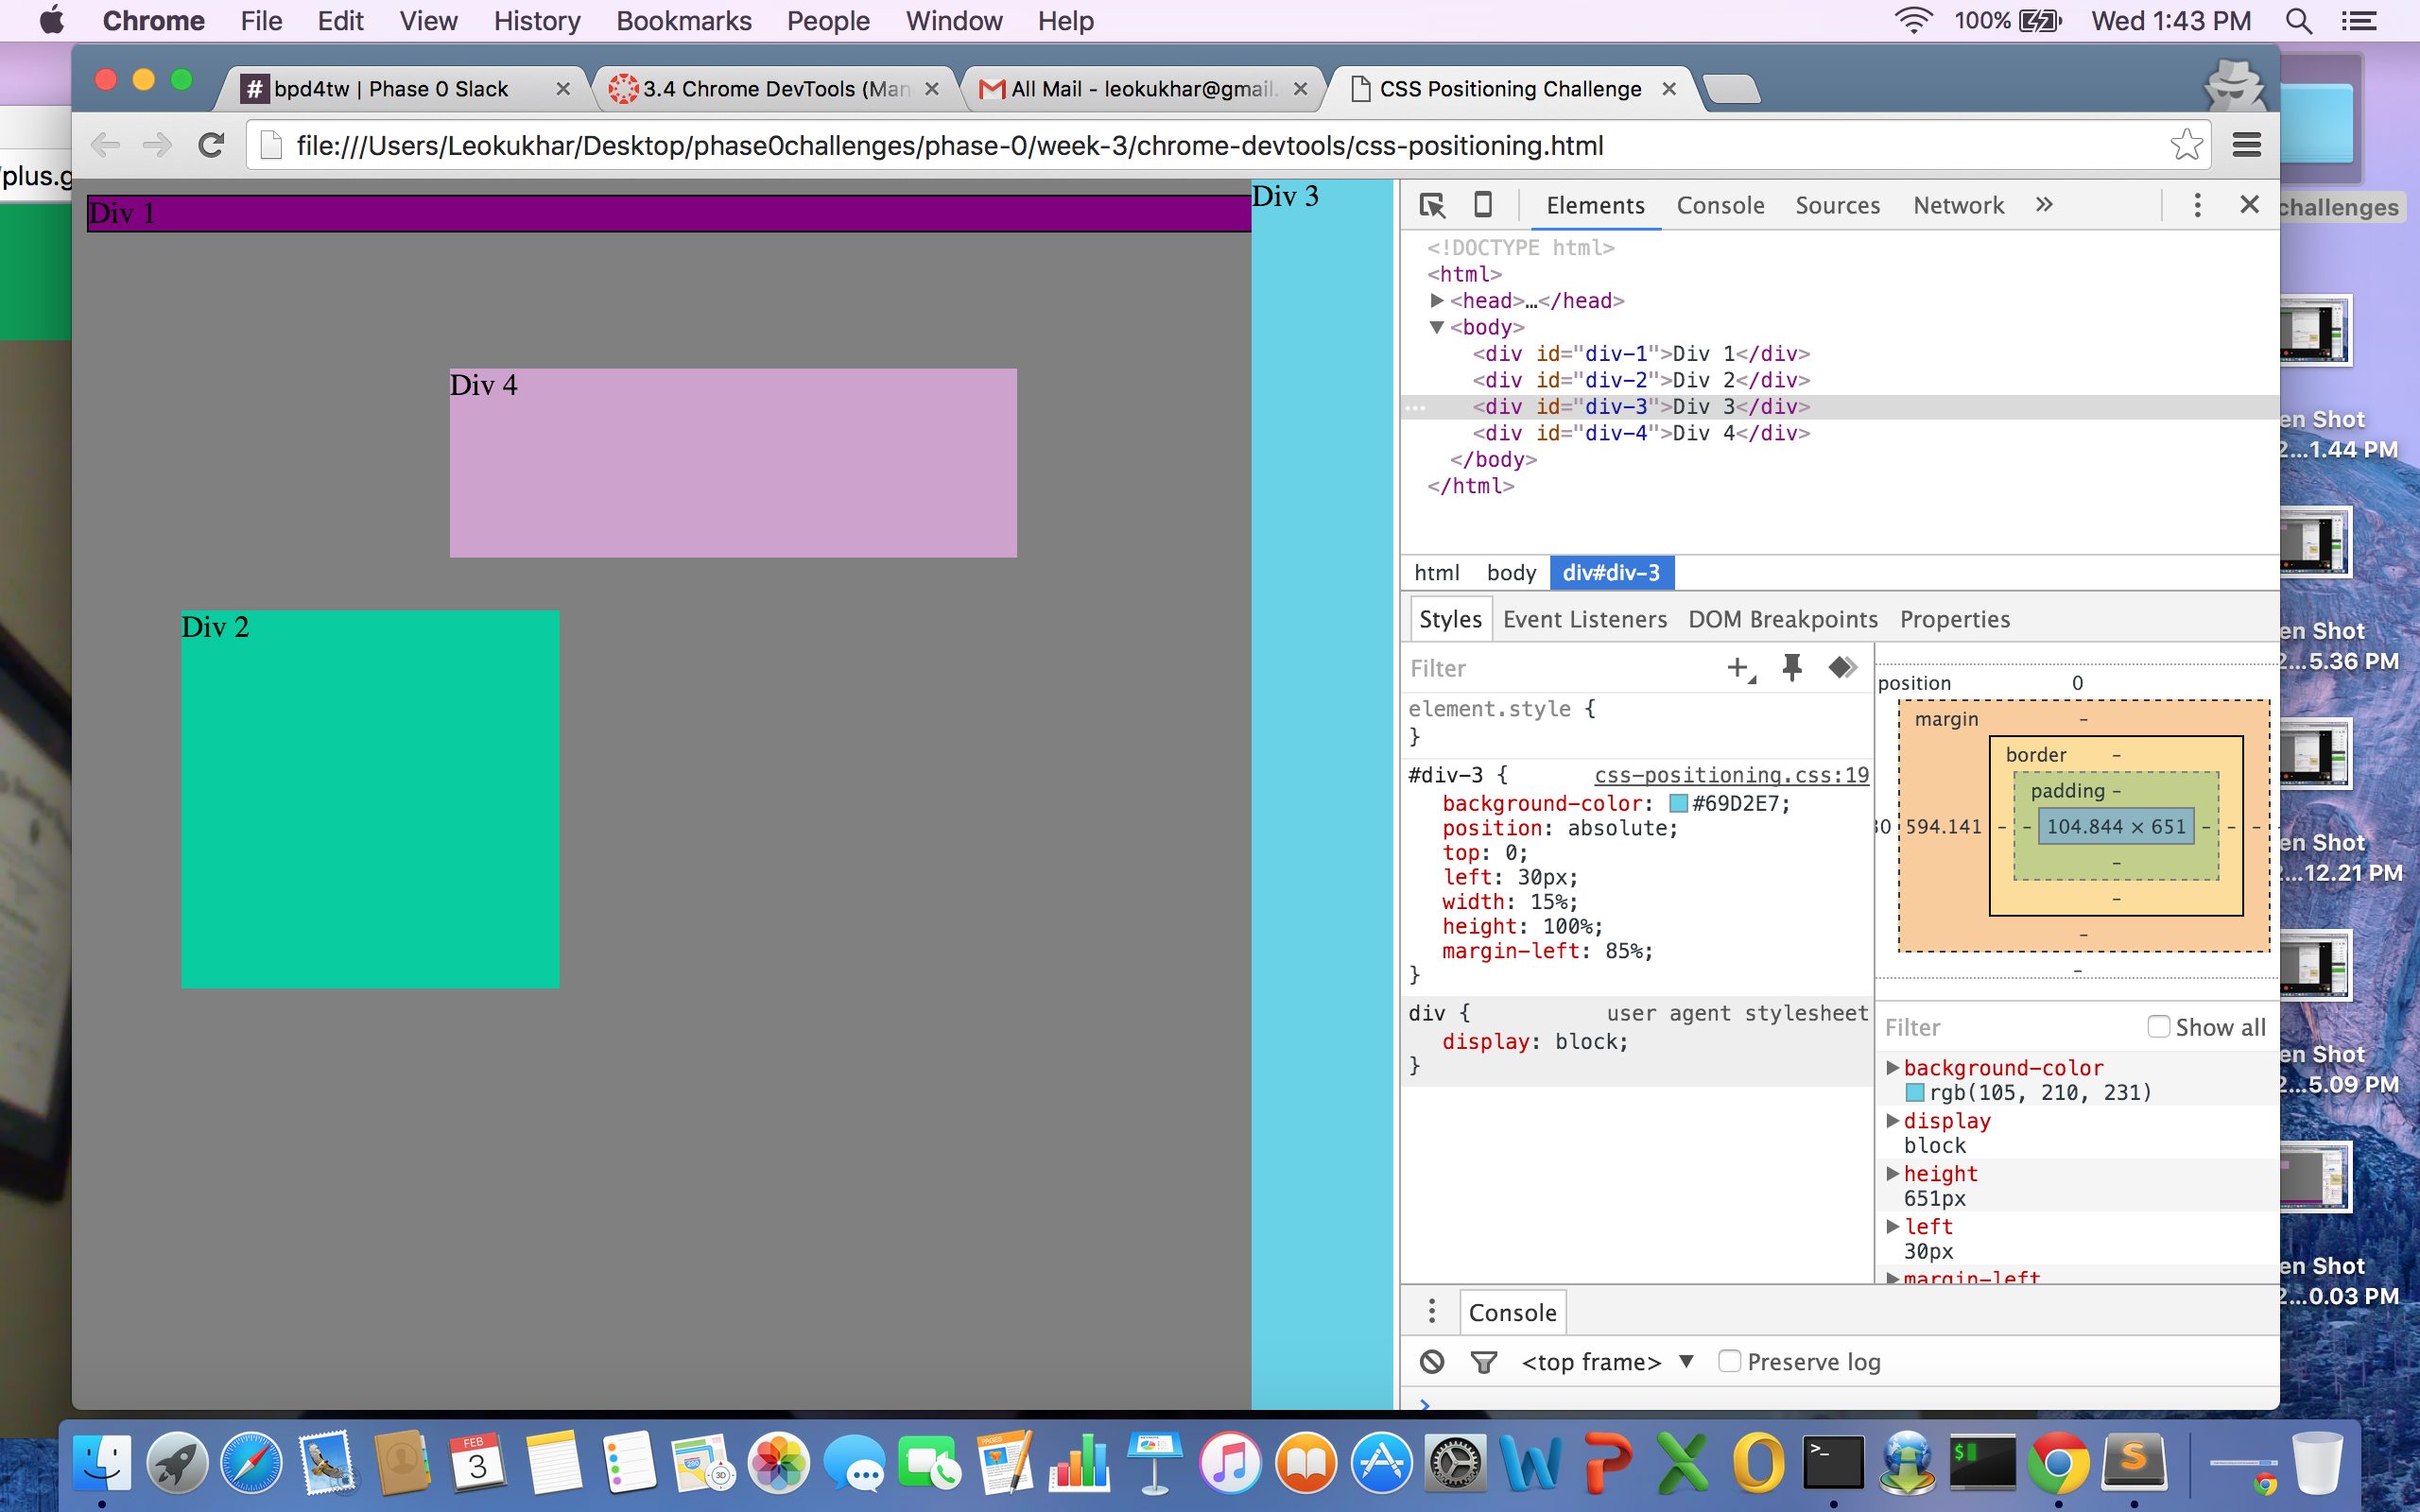 Chrome File Edit View History Bookmarks People Window Help 100% Wed 1:43 PM
# bpd4tw | Phase 0 Slack 3.4 Chrome DevTools (Man All Mail - leokukhar@gmail. CSS Positioning Challenge
file:///Users/Leokukhar/Desktop/phase0challenges/phase-0/week-3/chrome-devtools/css-positioning.html
/plus.g
challenges
Div 1
Div 3
Div 4
Div 2
Elements Console Sources Network »
<!DOCTYPE html>
<html>
<head>…</head>
<body>
<div id="div-1">Div 1</div>
<div id="div-2">Div 2</div>
<div id="div-3">Div 3</div>
<div id="div-4">Div 4</div>
</body>
</html>
html body div#div-3
Styles Event Listeners DOM Breakpoints Properties
Filter
element.style {
}
#div-3 { css-positioning.css:19
background-color: #69D2E7;
position: absolute;
top: 0;
left: 30px;
width: 15%;
height: 100%;
margin-left: 85%;
}
div { user agent stylesheet
display: block;
}
position 0
margin -
border -
padding -
30 594.141 - - 104.844 × 651 - - -
-
-
-
-
Filter Show all
background-color
rgb(105, 210, 231)
display
block
height
651px
left
30px
margin-left
Console
<top frame> ▼ Preserve log
>
en Shot
2...1.44 PM
en Shot
2...5.36 PM
en Shot
2...12.21 PM
en Shot
2...5.09 PM
en Shot
2...0.03 PM
FEB
3
PAGES
280
3D
W P X O
>_
$
S